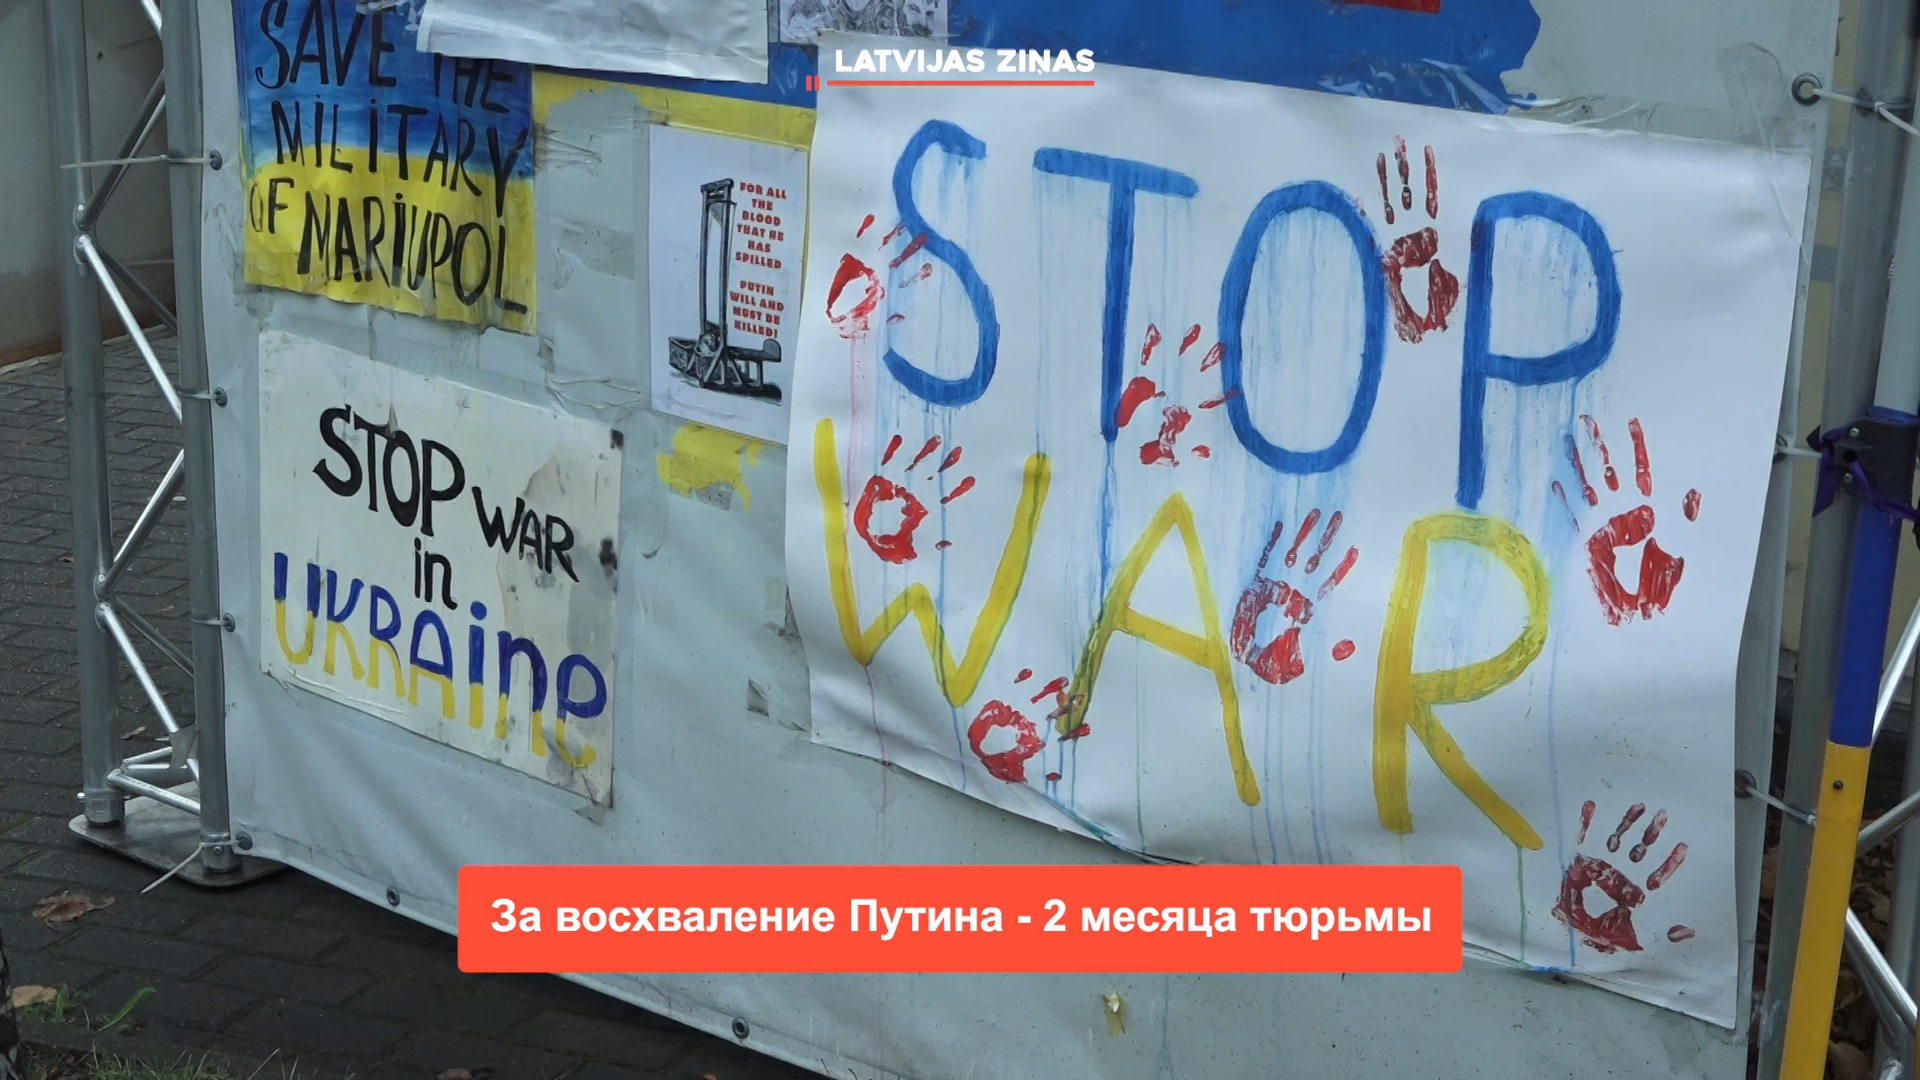 LATVIJAS ZIŅAS
SAVE THE
MILITARY
OF MARIUPOL
FOR ALL
THE
BLOOD
THAT HE
HAS
SPILLED
PUTIN
WILL AND
MUST BE
KILLED!
STOP
WAR
STOP WAR
in
UKRAINE
За восхваление Путина - 2 месяца тюрьмы